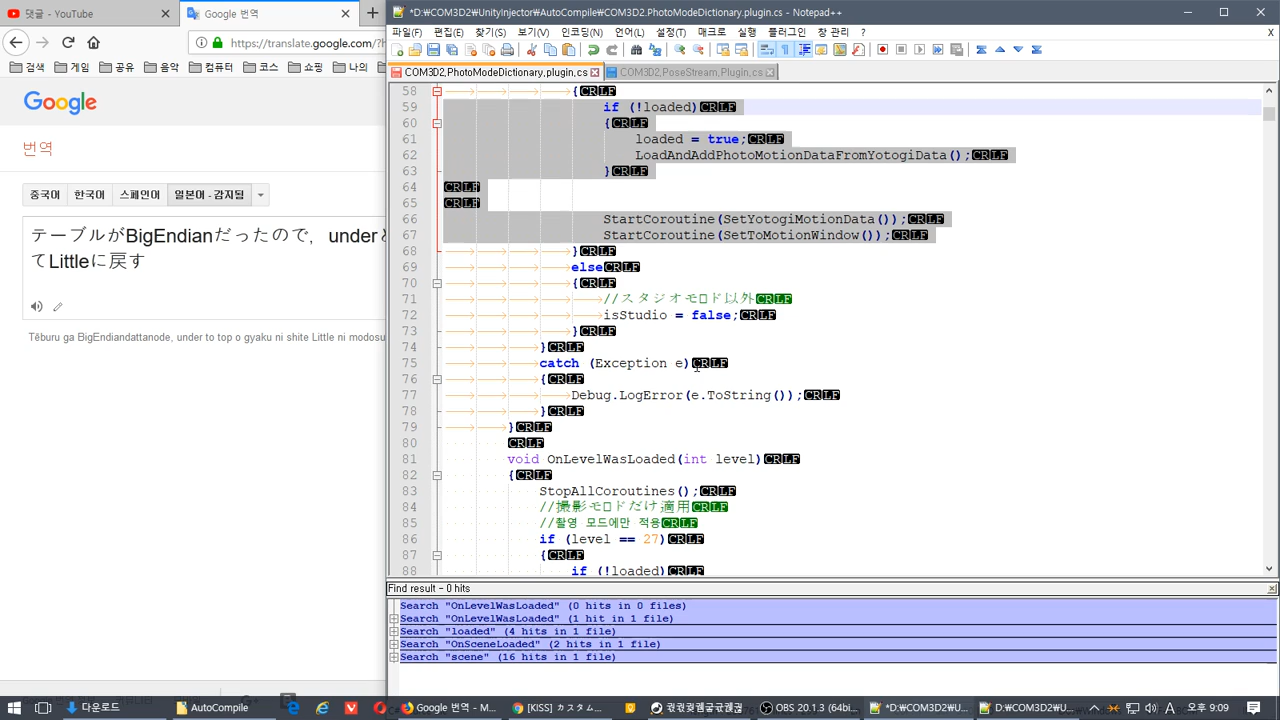 댓글 - YouTube
Google 번역
https://translate.google.com/?h
검색
게임
공유
음악
컴퓨터
코스
쇼핑
나의
Google
번역
중국어
한국어
스페인어
일본어 - 감지됨
テーブルがBigEndianだったので，underと
てLittleに戻す
Tēburu ga BigEndiandattanode, under to top o gyaku ni shite Little ni modosu
*D:₩COM3D2₩UnityInjector₩AutoCompile₩COM3D2.PhotoModeDictionary.plugin.cs - Notepad++
파일(F) 편집(E) 찾기(S) 보기(V) 인코딩(N) 언어(L) 설정(T) 매크로 실행 플러그인 창 관리 ?
X
COM3D2,PhotoModeDictionary,plugin,cs
COM3D2,PoseStream,Plugin,cs
58 {CRLF
59 if (!loaded)CRLF
60 {CRLF
61 loaded = true;CRLF
62 LoadAndAddPhotoMotionDataFromYotogiData();CRLF
63 }CRLF
64 CRLF
65 CRLF
66 StartCoroutine(SetYotogiMotionData());CRLF
67 StartCoroutine(SetToMotionWindow());CRLF
68 }CRLF
69 elseCRLF
70 {CRLF
71 //スタジオモ□ド以外CRLF
72 isStudio = false;CRLF
73 }CRLF
74 }CRLF
75 catch (Exception e)CRLF
76 {CRLF
77 Debug.LogError(e.ToString());CRLF
78 }CRLF
79 }CRLF
80 CRLF
81 void OnLevelWasLoaded(int level)CRLF
82 {CRLF
83 StopAllCoroutines();CRLF
84 //撮影モ□ドだけ適用CRLF
85 //촬영 모드에만 적용CRLF
86 if (level == 27)CRLF
87 {CRLF
88 if (!loaded)CRLF
Find result - 0 hits
Search "OnLevelWasLoaded" (0 hits in 0 files)
Search "OnLevelWasLoaded" (1 hit in 1 file)
Search "loaded" (4 hits in 1 file)
Search "OnSceneLoaded" (2 hits in 1 file)
Search "scene" (16 hits in 1 file)
다운로드
AutoCompile
Google 번역 - M...
[KISS] カスタム...
OBS 20.1.3 (64bi...
*D:₩COM3D2₩U...
D:₩COM3D2₩U...
A
오후 9:09